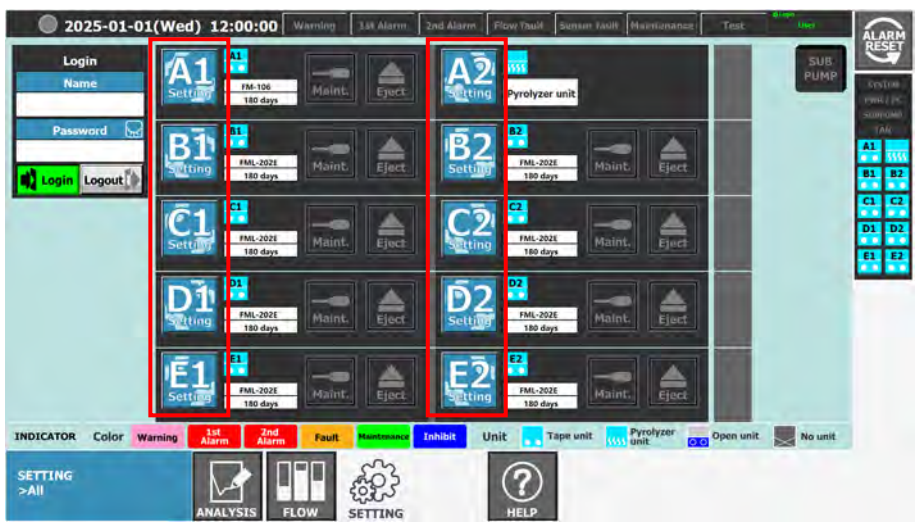 2025-01-01(Wed) 12:00:00 Warning 1st Alarm 2nd Alarm Flow Fault Sensor Fault Maintenance Test
User
ALARM
RESET
Login
Name
Password
Login Logout
A1
Setting
A1
FM-106
180 days
Maint. Eject
A2
Setting
Pyrolyzer unit
SUB
PUMP
B1
Setting
B1
FML-202E
180 days
Maint. Eject
B2
Setting
B2
FML-202E
180 days
Maint. Eject
C1
Setting
C1
FML-202E
180 days
Maint. Eject
C2
Setting
C2
FML-202E
180 days
Maint. Eject
D1
Setting
D1
FML-202E
180 days
Maint. Eject
D2
Setting
D2
FML-202E
180 days
Maint. Eject
E1
Setting
E1
FML-202E
180 days
Maint. Eject
E2
Setting
E2
FML-202E
180 days
Maint. Eject
SYSTEM
PANEL PC
SUBPUMP
FAN
A1
B1 B2
C1 C2
D1 D2
E1 E2
INDICATOR Color Warning 1st Alarm 2nd Alarm Fault Maintenance Inhibit Unit Tape unit Pyrolyzer unit Open unit No unit
SETTING
>All
ANALYSIS FLOW SETTING HELP